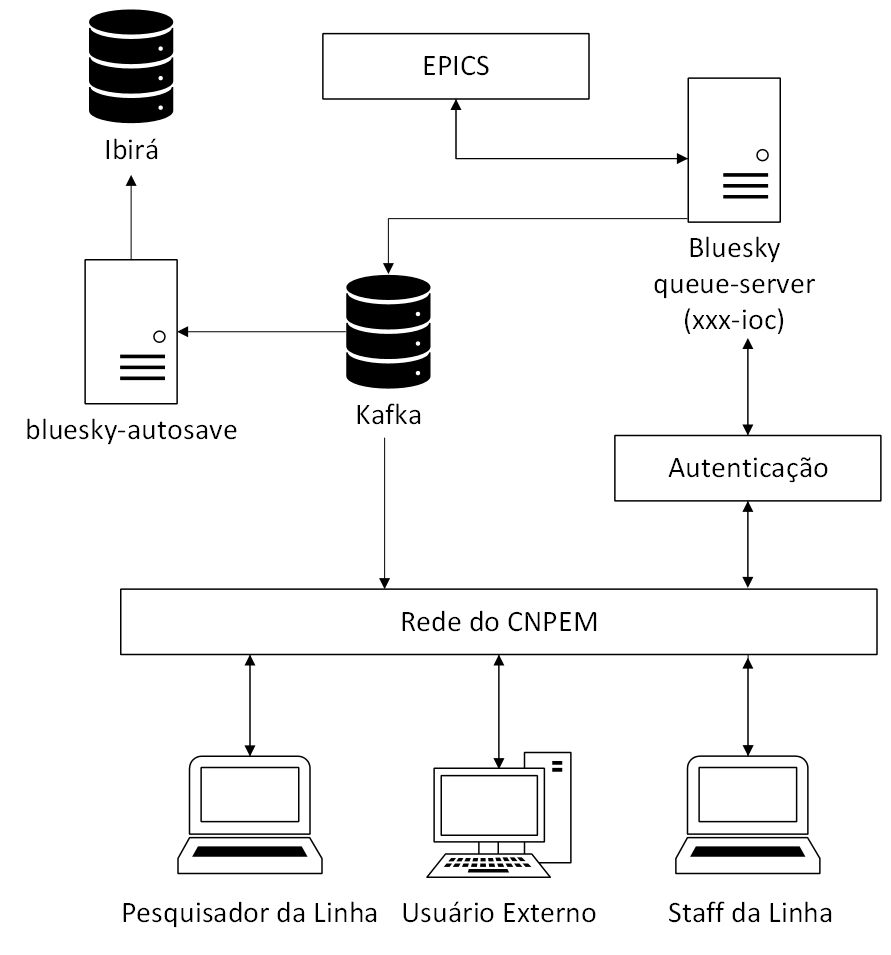 EPICS
Ibirá
Bluesky
queue-server
(xxx-ioc)
Kafka
bluesky-autosave
Autenticação
Rede do CNPEM
Pesquisador da Linha
Usuário Externo
Staff da Linha